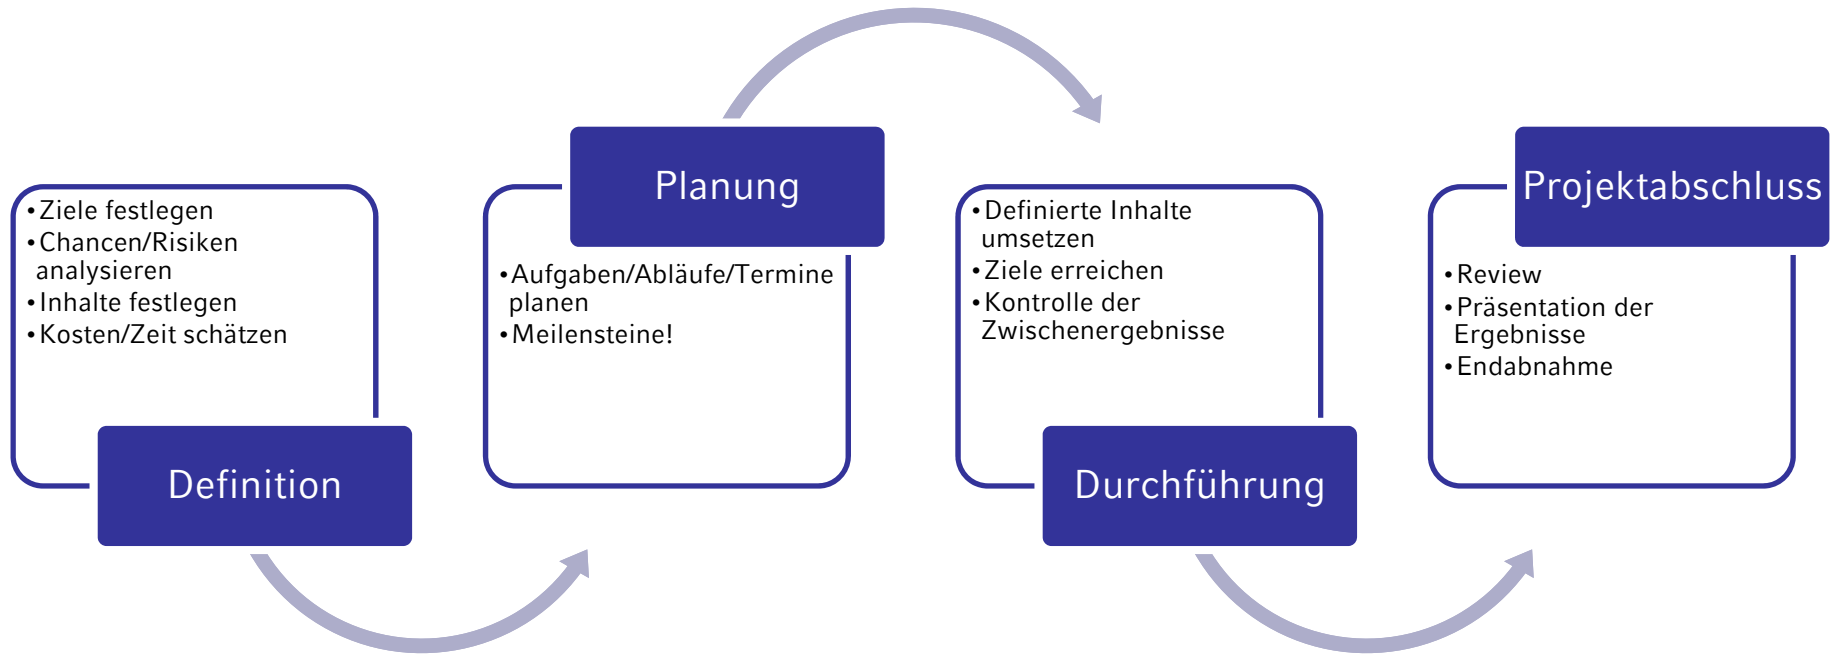 •Ziele festlegen
•Chancen/Risiken
analysieren
•Inhalte festlegen
•Kosten/Zeit schätzen
Definition
Planung
•Aufgaben/Abläufe/Termine
planen
•Meilensteine!
•Definierte Inhalte
umsetzen
•Ziele erreichen
•Kontrolle der
Zwischenergebnisse
Durchführung
Projektabschluss
•Review
•Präsentation der
Ergebnisse
•Endabnahme